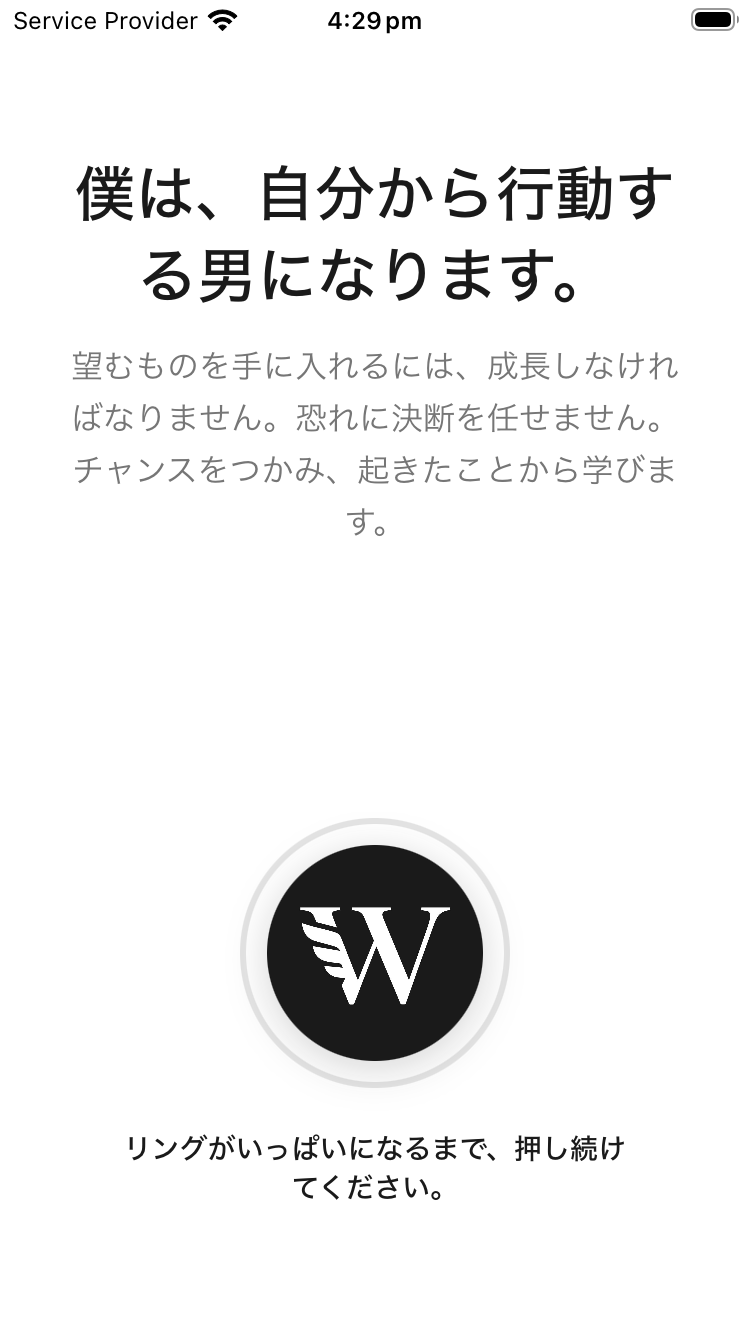 Service Provider 4:29 pm
僕は、自分から行動す
る男になります。
望むものを手に入れるには、成長しなけれ
ばなりません。恐れに決断を任せません。
チャンスをつかみ、起きたことから学びま
す。
W
リングがいっぱいになるまで、押し続け
てください。